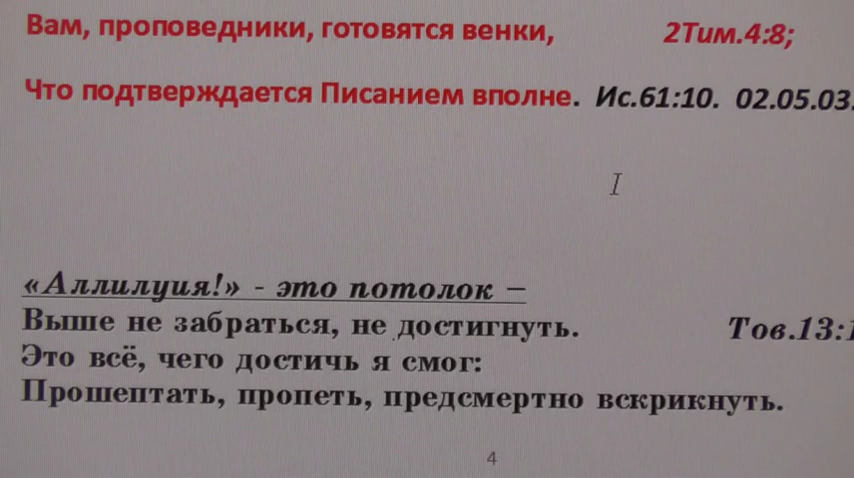 Вам, проповедники, готовятся венки, 2Тим.4:8;
Что подтверждается Писанием вполне. Ис.61:10. 02.05.03.
«Аллилуия!» - это потолок –
Выше не забраться, не достигнуть. Тов.13:1
Это всё, чего достичь я смог:
Прошептать, пропеть, предсмертно вскрикнуть.
4